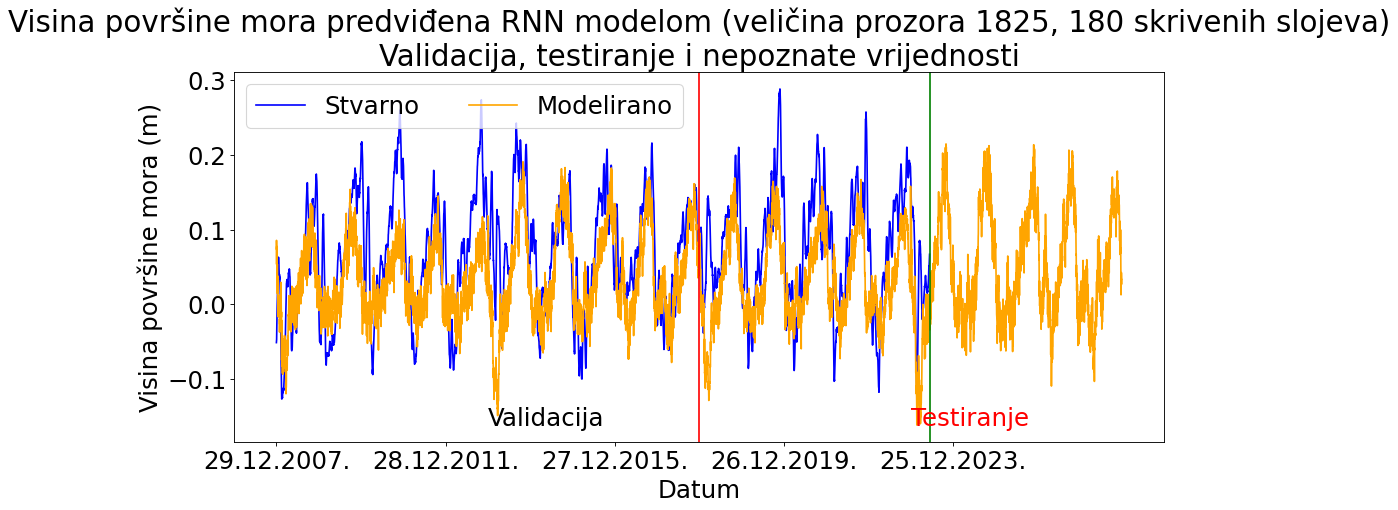 Visina površine mora predviđena RNN modelom (veličina prozora 1825, 180 skrivenih slojeva)
Validacija, testiranje i nepoznate vrijednosti
Stvarno Modelirano
Visina površine mora (m)
0.3
0.2
0.1
0.0
−0.1
Validacija
Testiranje
29.12.2007. 28.12.2011. 27.12.2015. 26.12.2019. 25.12.2023.
Datum